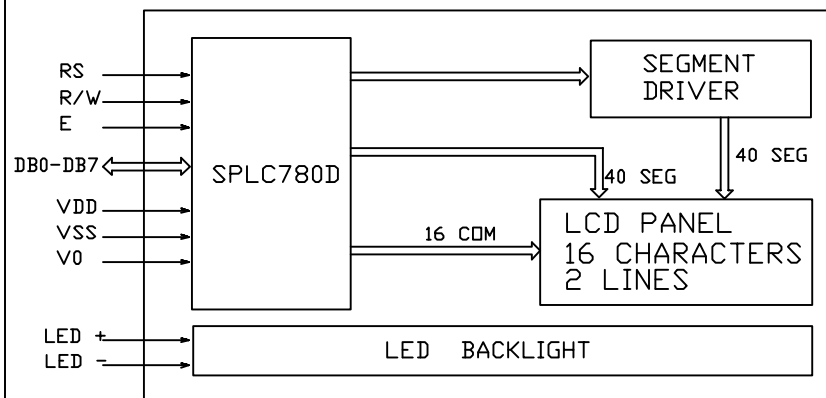 RS
R/W
E
DB0-DB7
VDD
VSS
V0
LED +
LED -
SPLC780D
SEGMENT
DRIVER
40 SEG
40 SEG
16 COM
LCD PANEL
16 CHARACTERS
2 LINES
LED BACKLIGHT